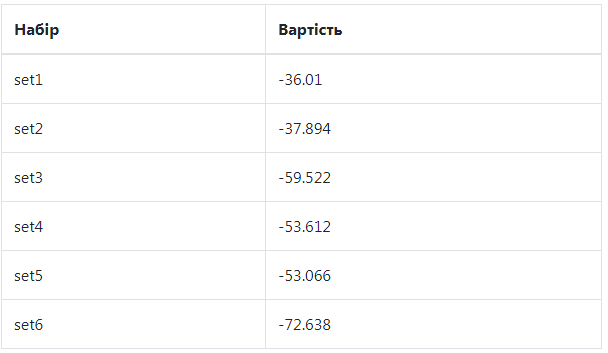 Набір Вартість
set1 -36.01
set2 -37.894
set3 -59.522
set4 -53.612
set5 -53.066
set6 -72.638